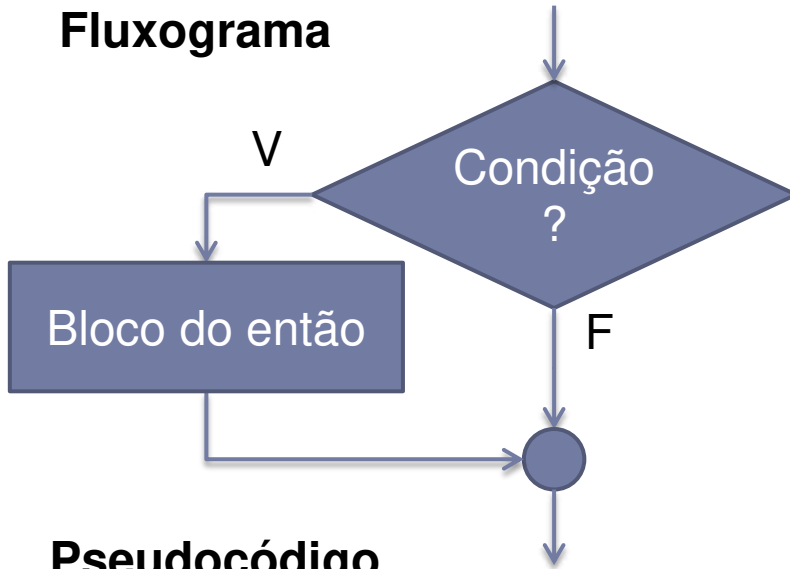 Fluxograma
V
Condição
?
Bloco do então
F
Pseudocódigo